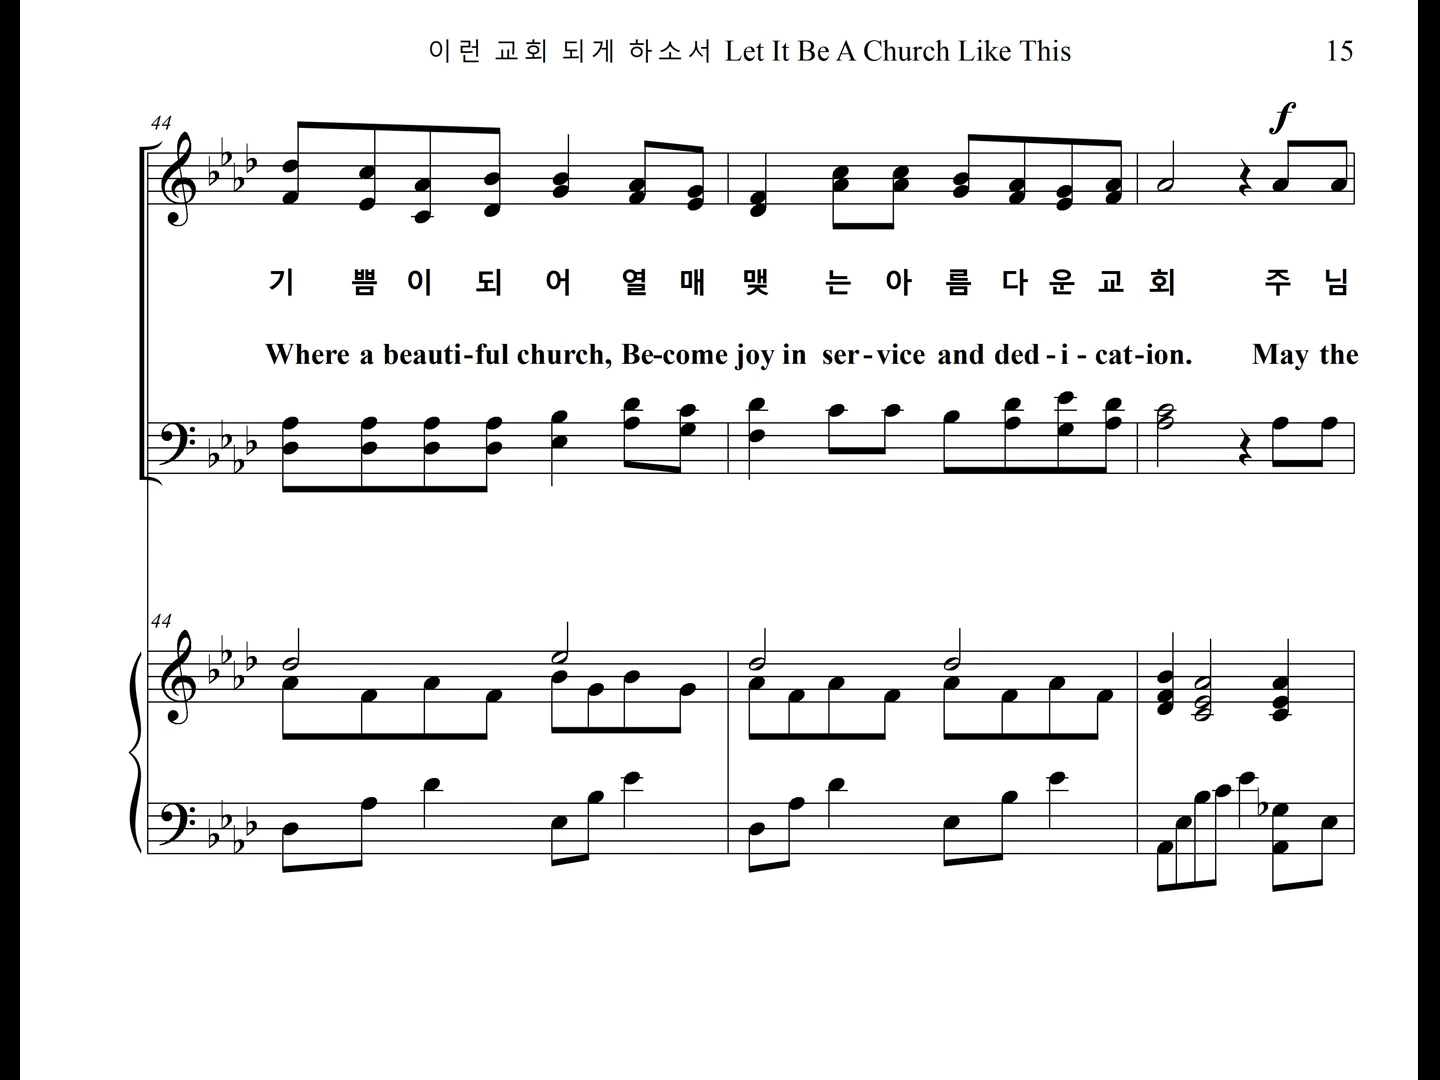 이런 교회 되게 하소서 Let It Be A Church Like This 15
44
f
기 쁨 이 되 어 열 매 맺 는 아 름 다 운 교 회 주 님
Where a beauti-ful church, Be-come joy in ser-vice and ded-i-cat-ion. May the
44